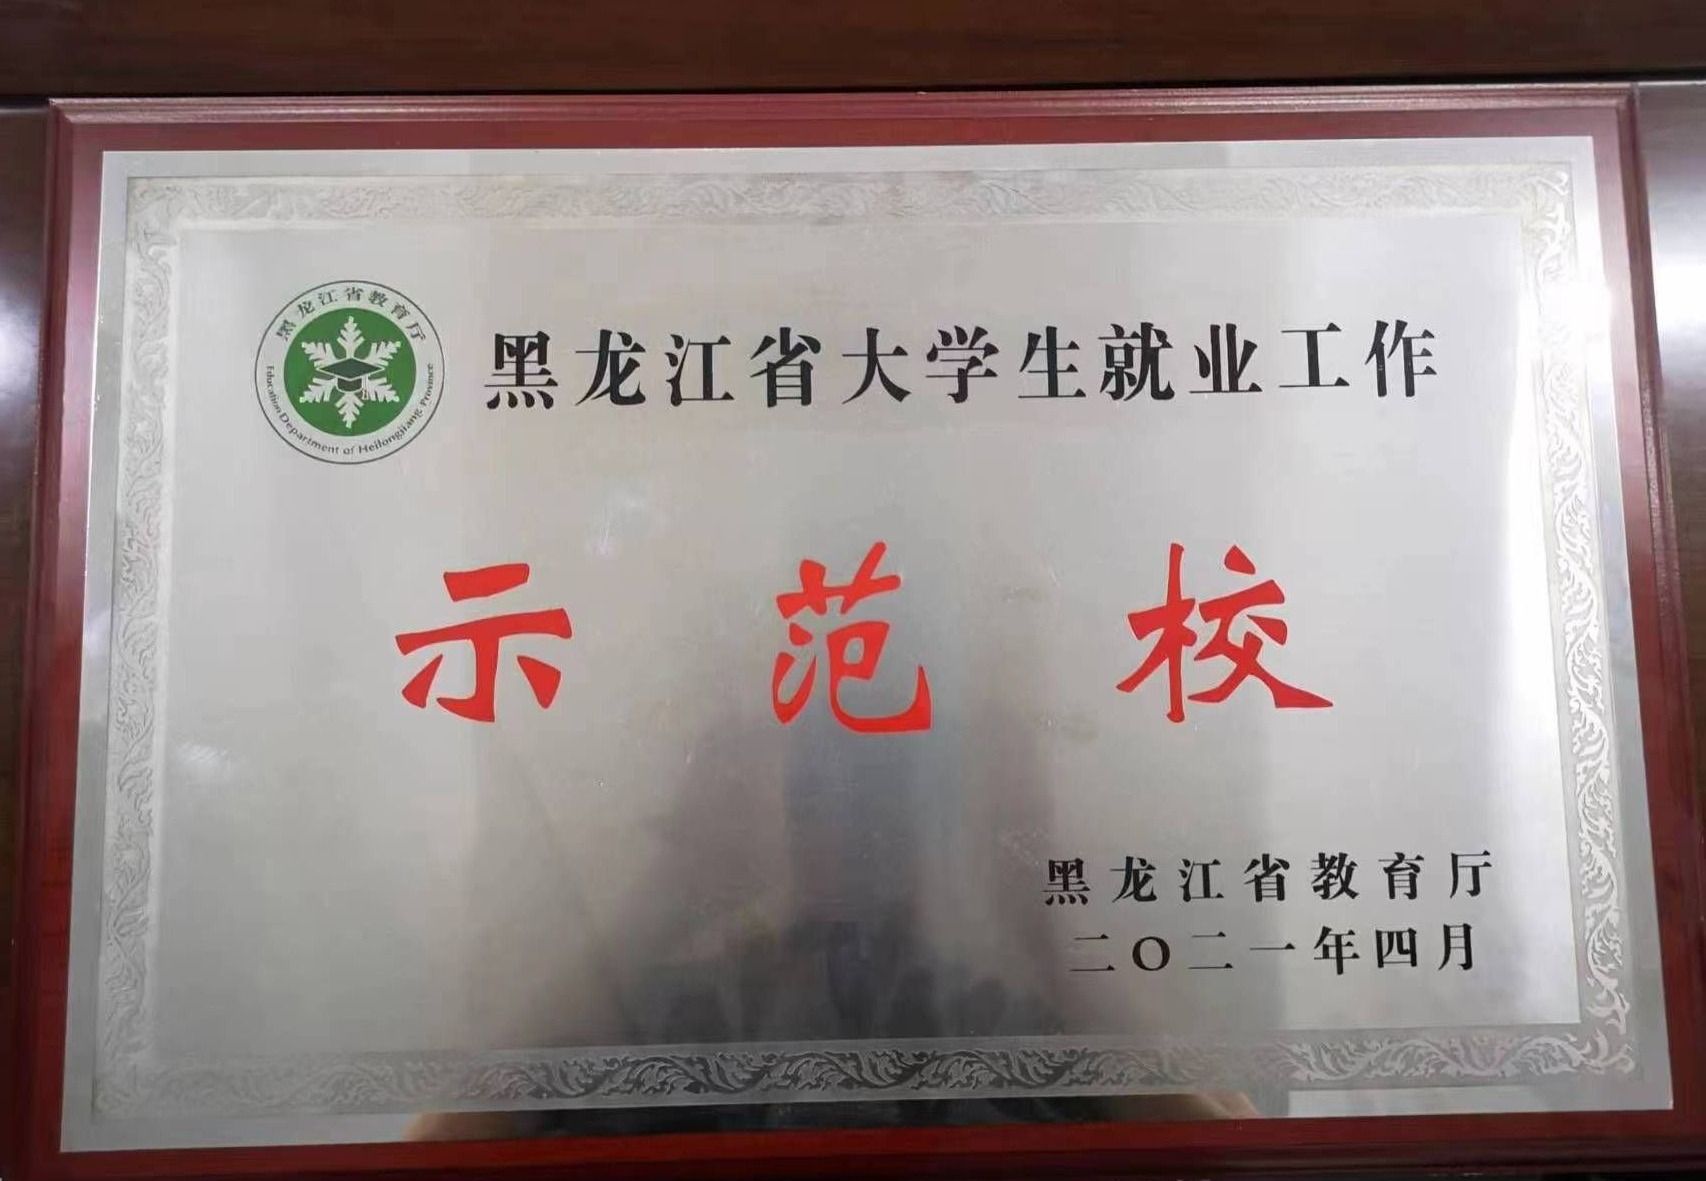 黑龙江省教育厅
Education Department of Heilongjiang Province
黑龙江省大学生就业工作
示范校
黑龙江省教育厅
二〇二一年四月